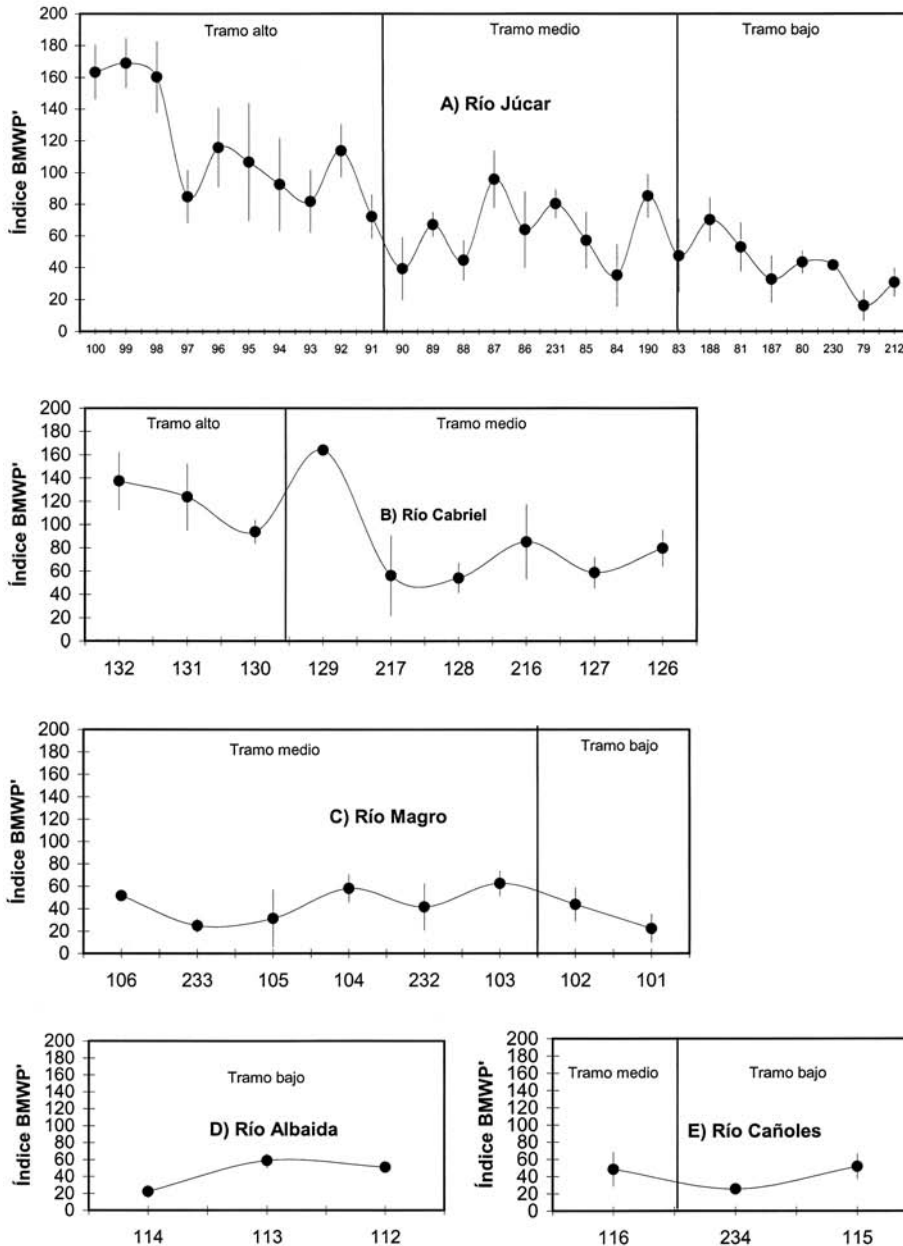 Tramo alto
Tramo medio
Tramo bajo
A) Río Júcar
Índice BMWP'
200
180
160
140
120
100
80
60
40
20
0
100 99 98 97 96 95 94 93 92 91 90 89 88 87 86 231 85 84 190 83 188 81 187 80 230 79 212
Tramo alto
Tramo medio
B) Río Cabriel
Índice BMWP'
200
180
160
140
120
100
80
60
40
20
0
132 131 130 129 217 128 216 127 126
Tramo medio
Tramo bajo
C) Río Magro
Índice BMWP'
200
180
160
140
120
100
80
60
40
20
0
106 233 105 104 232 103 102 101
Tramo bajo
D) Río Albaida
Índice BMWP'
200
180
160
140
120
100
80
60
40
20
0
114 113 112
Tramo medio
Tramo bajo
E) Río Cañoles
Índice BMWP'
200
180
160
140
120
100
80
60
40
20
0
116 234 115